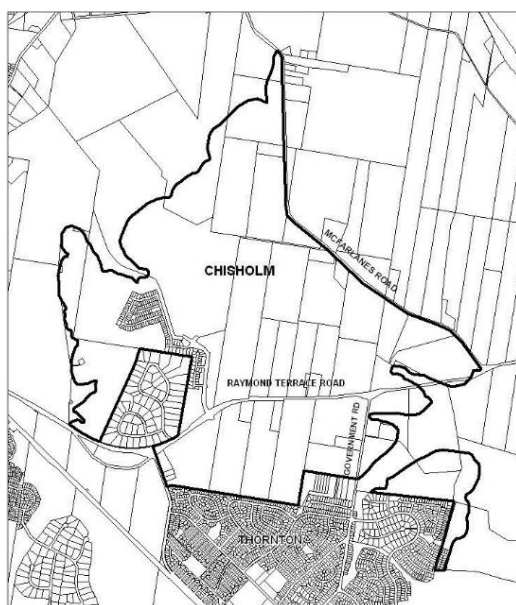 MCFARLANES ROAD
CHISHOLM
RAYMOND TERRACE ROAD
GOVERNMENT RD
THORNTON